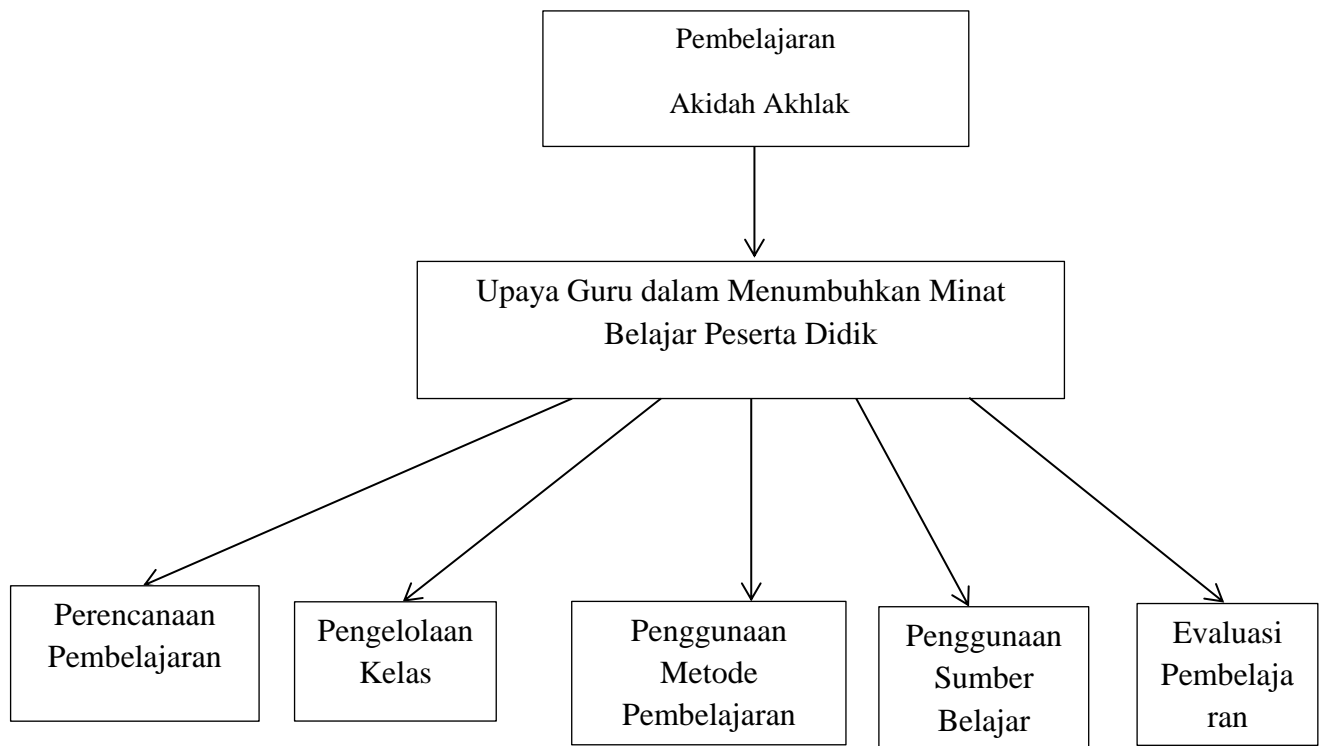 Pembelajaran
Akidah Akhlak
Upaya Guru dalam Menumbuhkan Minat
Belajar Peserta Didik
Perencanaan
Pembelajaran
Pengelolaan
Kelas
Penggunaan
Metode
Pembelajaran
Penggunaan
Sumber
Belajar
Evaluasi
Pembelaja
ran